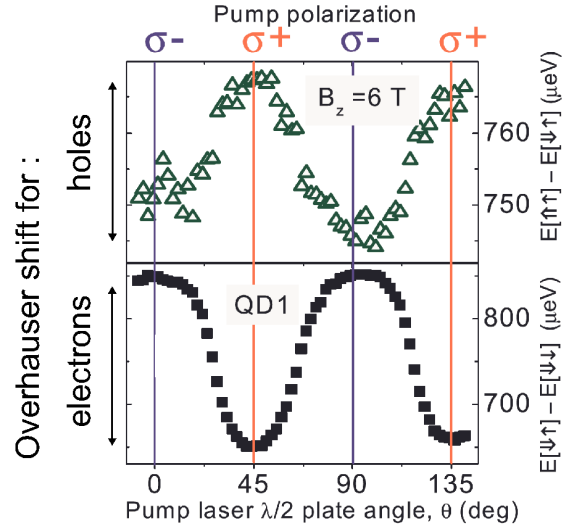 Pump polarization
σ− σ+ σ− σ+
Overhauser shift for :
holes
electrons
B_z =6 T
QD1
760
750
E[⇑↑] − E[⇓↑] (μeV)
800
700
E[⇓↑] − E[⇓↓] (μeV)
0 45 90 135
Pump laser λ/2 plate angle, θ (deg)